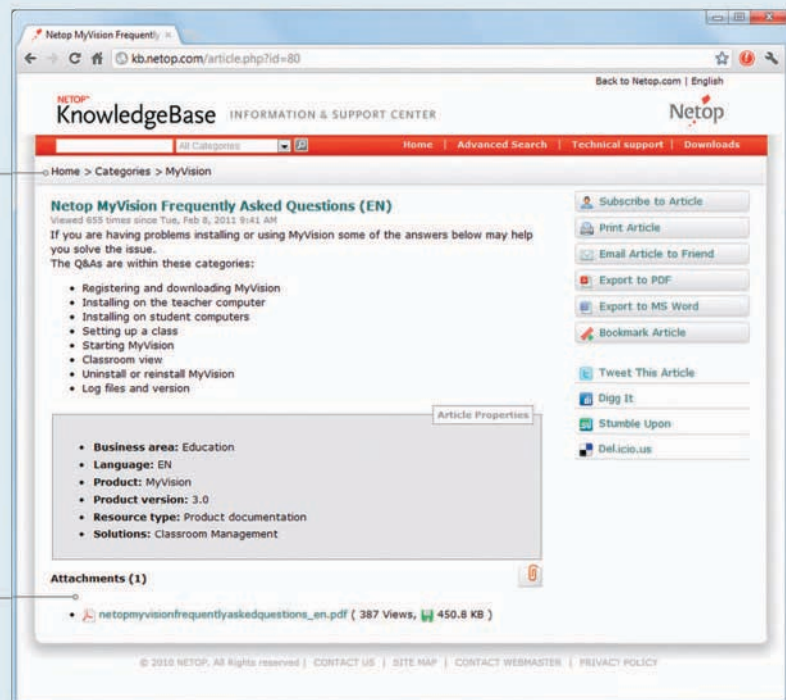 Netop MyVision Frequently
kb.netop.com/article.php?id=80
Back to Netop.com | English
NETOP™
KnowledgeBase INFORMATION & SUPPORT CENTER
Netop
All Categories
Home | Advanced Search | Technical support | Downloads
Home > Categories > MyVision
Netop MyVision Frequently Asked Questions (EN)
Viewed 655 times since Tue, Feb 8, 2011 9:41 AM
If you are having problems installing or using MyVision some of the answers below may help
you solve the issue.
The Q&As are within these categories:
• Registering and downloading MyVision
• Installing on the teacher computer
• Installing on student computers
• Setting up a class
• Starting MyVision
• Classroom view
• Uninstall or reinstall MyVision
• Log files and version
Article Properties
• Business area: Education
• Language: EN
• Product: MyVision
• Product version: 3.0
• Resource type: Product documentation
• Solutions: Classroom Management
Attachments (1)
• netopmyvisionfrequentlyaskedquestions_en.pdf ( 387 Views, 450.8 KB )
Subscribe to Article
Print Article
Email Article to Friend
Export to PDF
Export to MS Word
Bookmark Article
Tweet This Article
Digg It
Stumble Upon
Del.icio.us
© 2010 NETOP. All Rights reserved | CONTACT US | SITE MAP | CONTACT WEBMASTER | PRIVACY POLICY